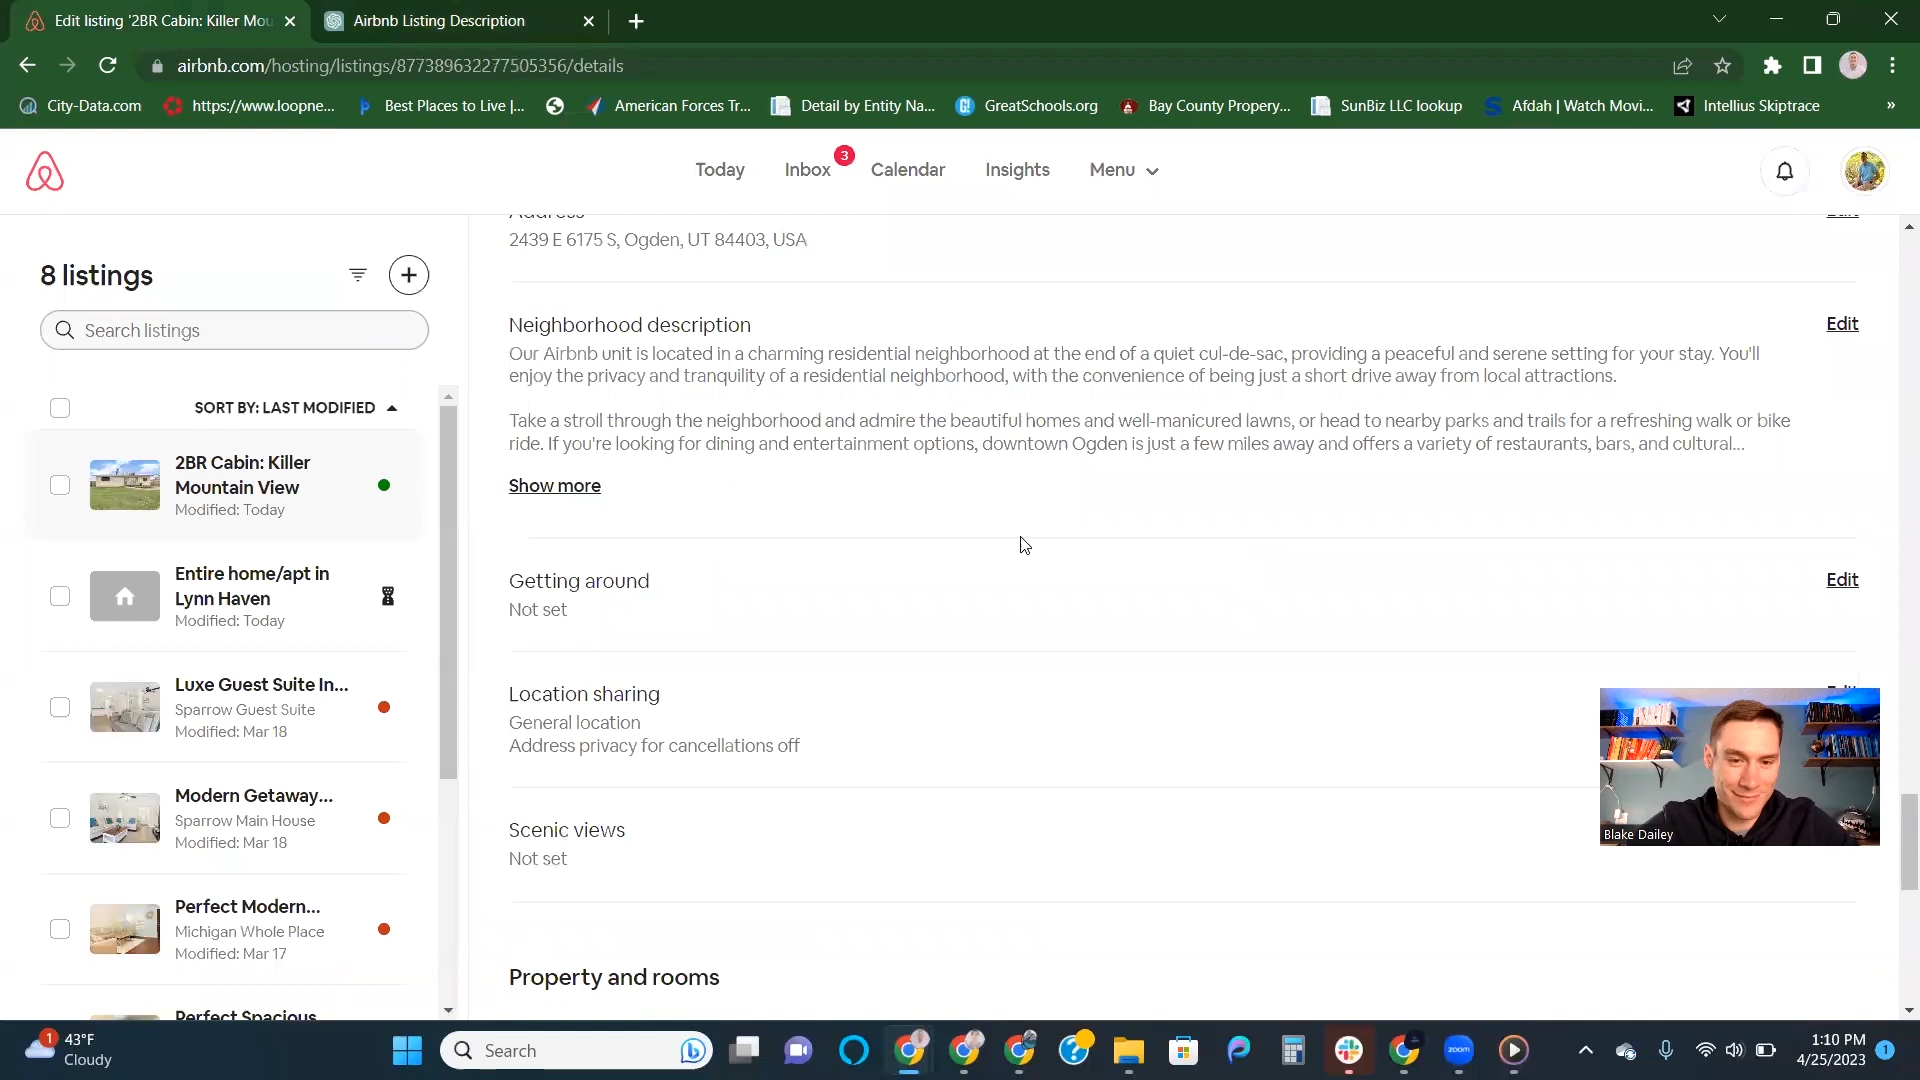 Edit listing '2BR Cabin: Killer Mou
Airbnb Listing Description
airbnb.com/hosting/listings/877389632277505356/details
City-Data.com
https://www.loopne...
Best Places to Live |...
American Forces Tr...
Detail by Entity Na...
GreatSchools.org
Bay County Propery...
SunBiz LLC lookup
Afdah | Watch Movi...
Intellius Skiptrace
»
Today
Inbox
3
Calendar
Insights
Menu
8 listings
Search listings
SORT BY: LAST MODIFIED
2BR Cabin: Killer
Mountain View
Modified: Today
Entire home/apt in
Lynn Haven
Modified: Today
Luxe Guest Suite In...
Sparrow Guest Suite
Modified: Mar 18
Modern Getaway...
Sparrow Main House
Modified: Mar 18
Perfect Modern...
Michigan Whole Place
Modified: Mar 17
Perfect Spacious
Address
Edit
2439 E 6175 S, Ogden, UT 84403, USA
Neighborhood description
Edit
Our Airbnb unit is located in a charming residential neighborhood at the end of a quiet cul-de-sac, providing a peaceful and serene setting for your stay. You'll
enjoy the privacy and tranquility of a residential neighborhood, with the convenience of being just a short drive away from local attractions.
Take a stroll through the neighborhood and admire the beautiful homes and well-manicured lawns, or head to nearby parks and trails for a refreshing walk or bike
ride. If you're looking for dining and entertainment options, downtown Ogden is just a few miles away and offers a variety of restaurants, bars, and cultural...
Show more
Getting around
Edit
Not set
Location sharing
Edit
General location
Address privacy for cancellations off
Scenic views
Not set
Property and rooms
Blake Dailey
1
43°F
Cloudy
Search
zoom
1:10 PM
4/25/2023
1